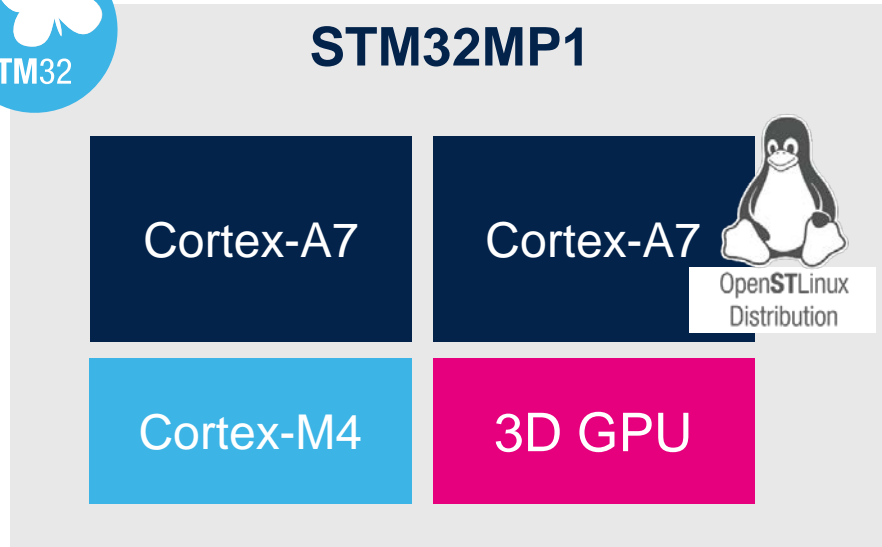 STM32MP1
TM32
Cortex-A7
Cortex-A7
OpenSTLinux
Distribution
Cortex-M4
3D GPU